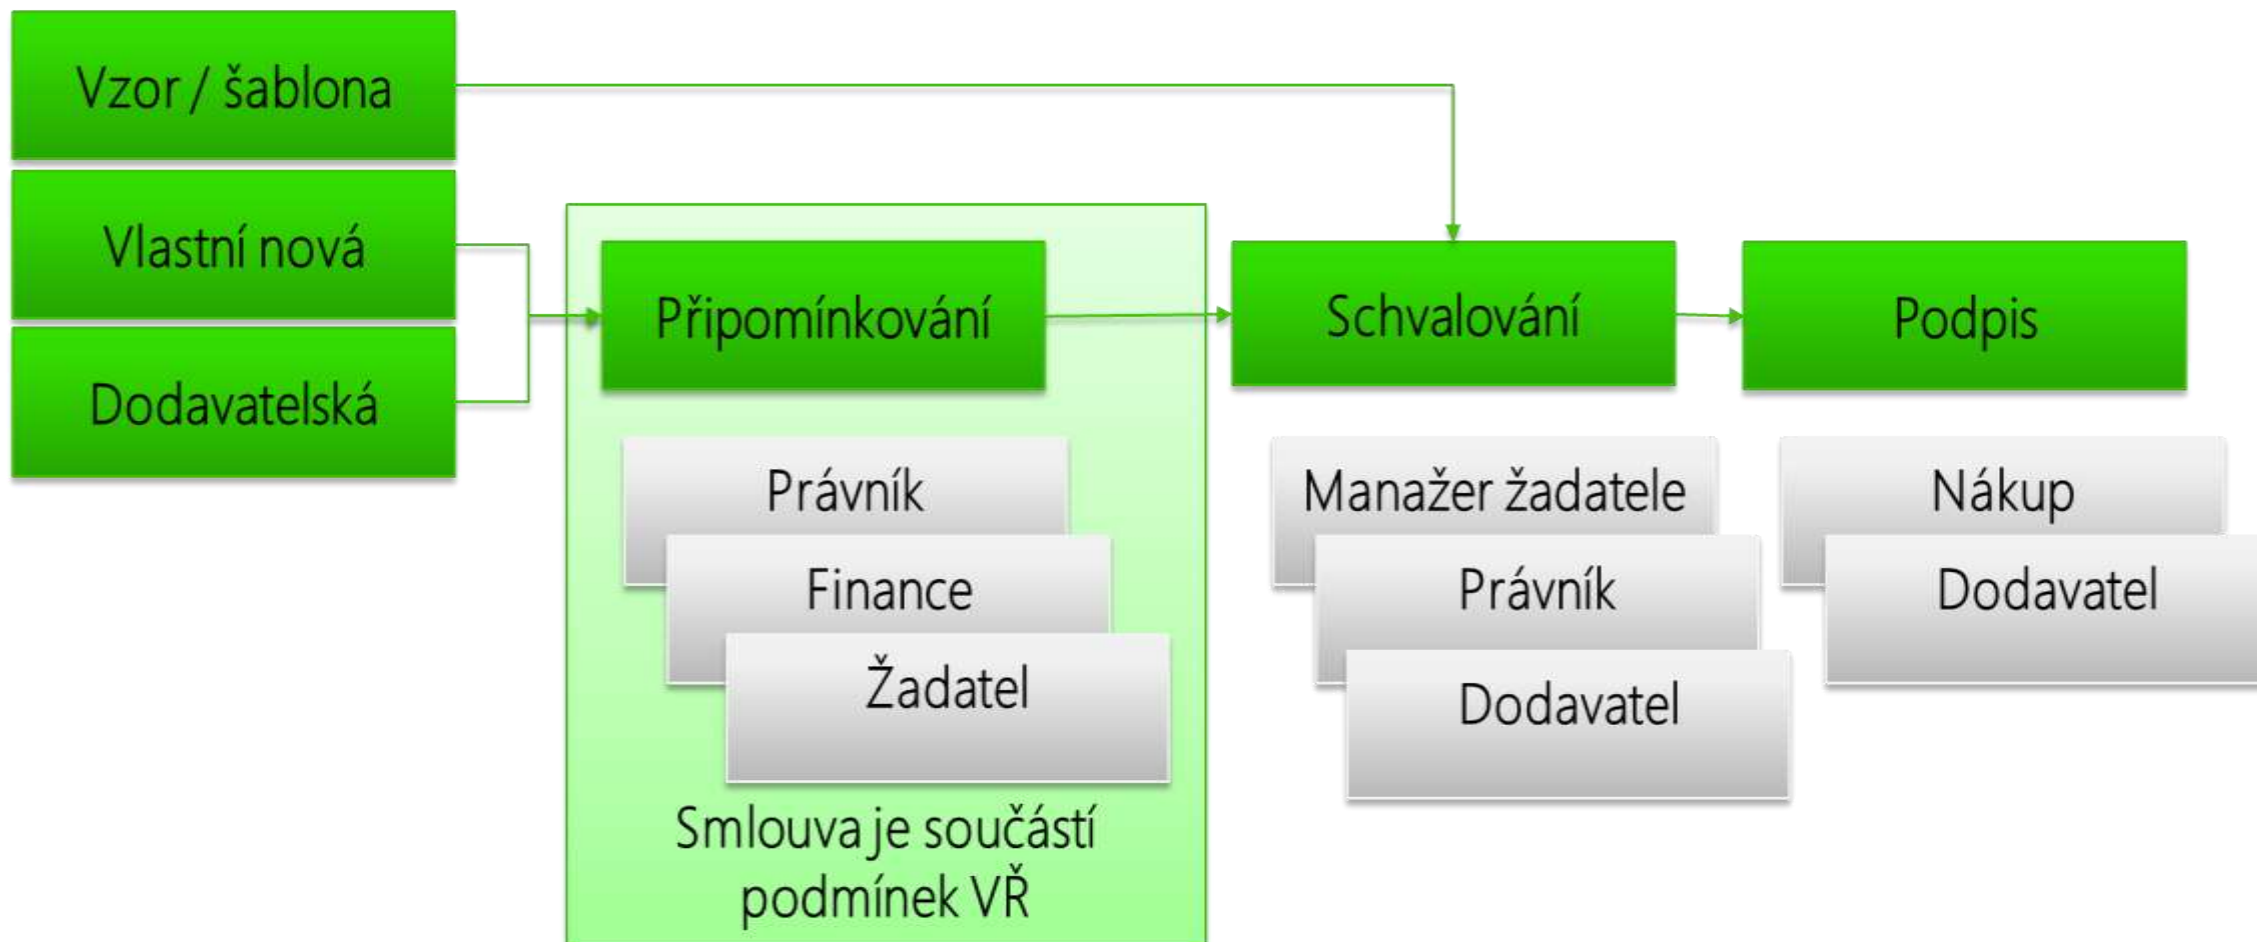 Vzor / šablona
Vlastní nová
Dodavatelská
Připomínkování
Právník
Finance
Žadatel
Smlouva je součástí
podmínek VŘ
Schvalování
Manažer žadatele
Právník
Dodavatel
Podpis
Nákup
Dodavatel